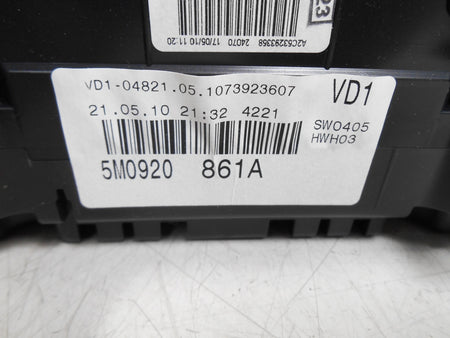 23
A2C53293358 24070 17/05/10 11:20
VD1-04821.05.1073923607 VD1
21.05.10 21:32 4221 SW0405
HWH03
5M0920 861A